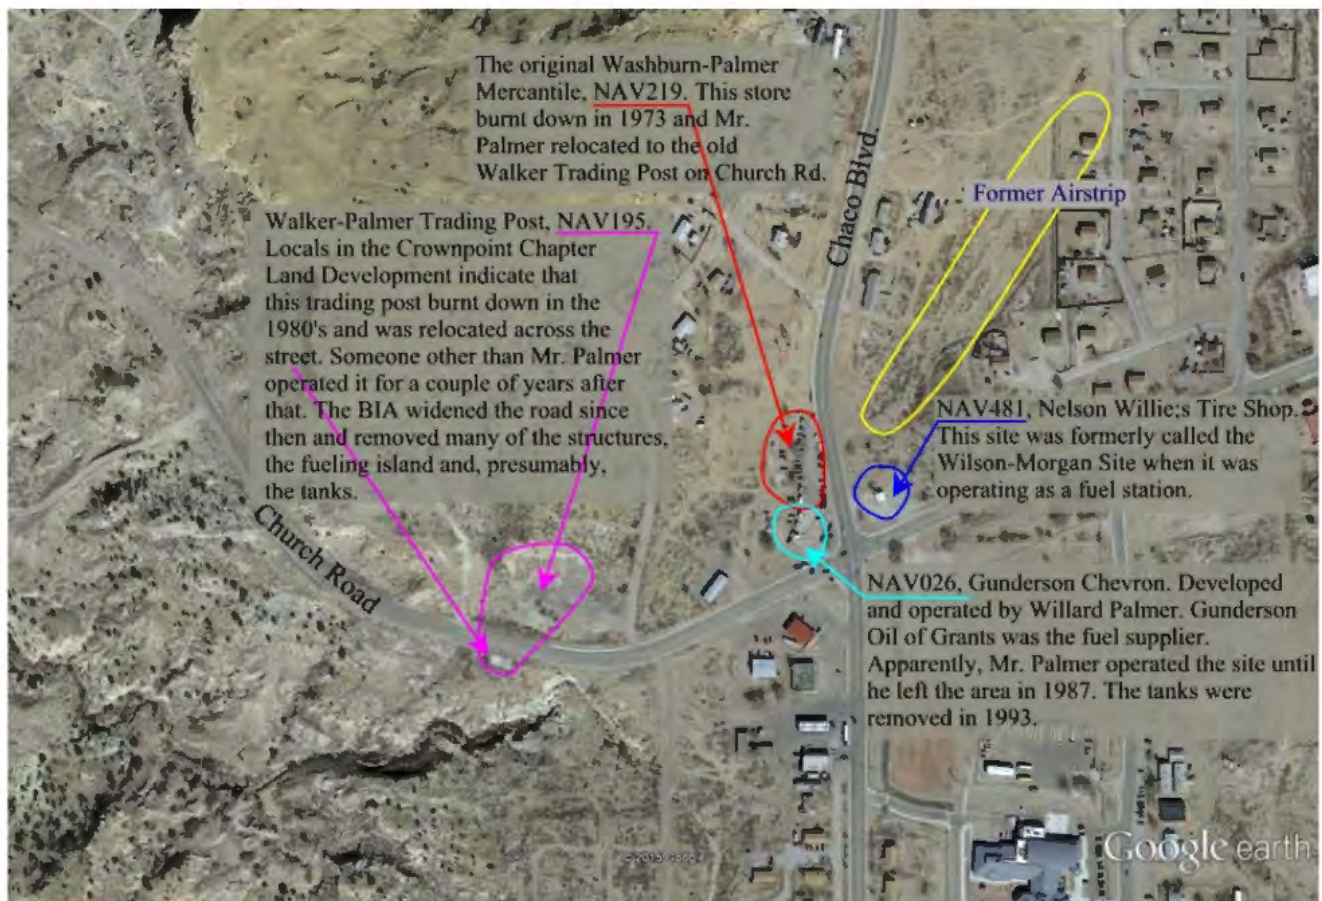 The original Washburn-Palmer
Mercantile, NAV219. This store
burnt down in 1973 and Mr.
Palmer relocated to the old
Walker Trading Post on Church Rd.
Chaco Blvd.
Former Airstrip
Walker-Palmer Trading Post, NAV195.
Locals in the Crownpoint Chapter
Land Development indicate that
this trading post burnt down in the
1980's and was relocated across the
street. Someone other than Mr. Palmer
operated it for a couple of years after
that. The BIA widened the road since
then and removed many of the structures,
the fueling island and, presumably,
the tanks.
NAV481, Nelson Willie;s Tire Shop.
This site was formerly called the
Wilson-Morgan Site when it was
operating as a fuel station.
Church Road
NAV026, Gunderson Chevron. Developed
and operated by Willard Palmer. Gunderson
Oil of Grants was the fuel supplier.
Apparently, Mr. Palmer operated the site until
he left the area in 1987. The tanks were
removed in 1993.
Google earth